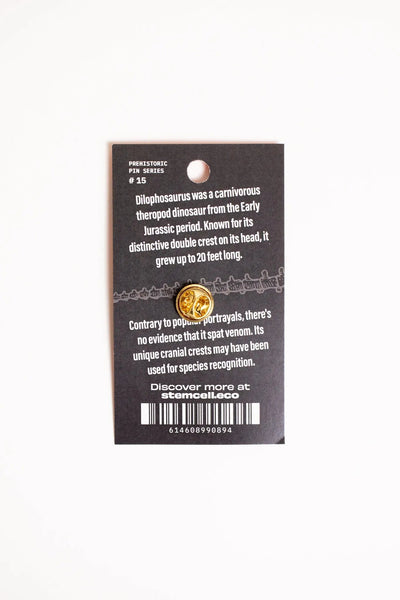 PREHISTORIC
PIN SERIES
# 15
Dilophosaurus was a carnivorous
theropod dinosaur from the Early
Jurassic period. Known for its
distinctive double crest on its head, it
grew up to 20 feet long.
Contrary to popular portrayals, there's
no evidence that it spat venom. Its
unique cranial crests may have been
used for species recognition.
Discover more at
stemcell.eco
614608990894